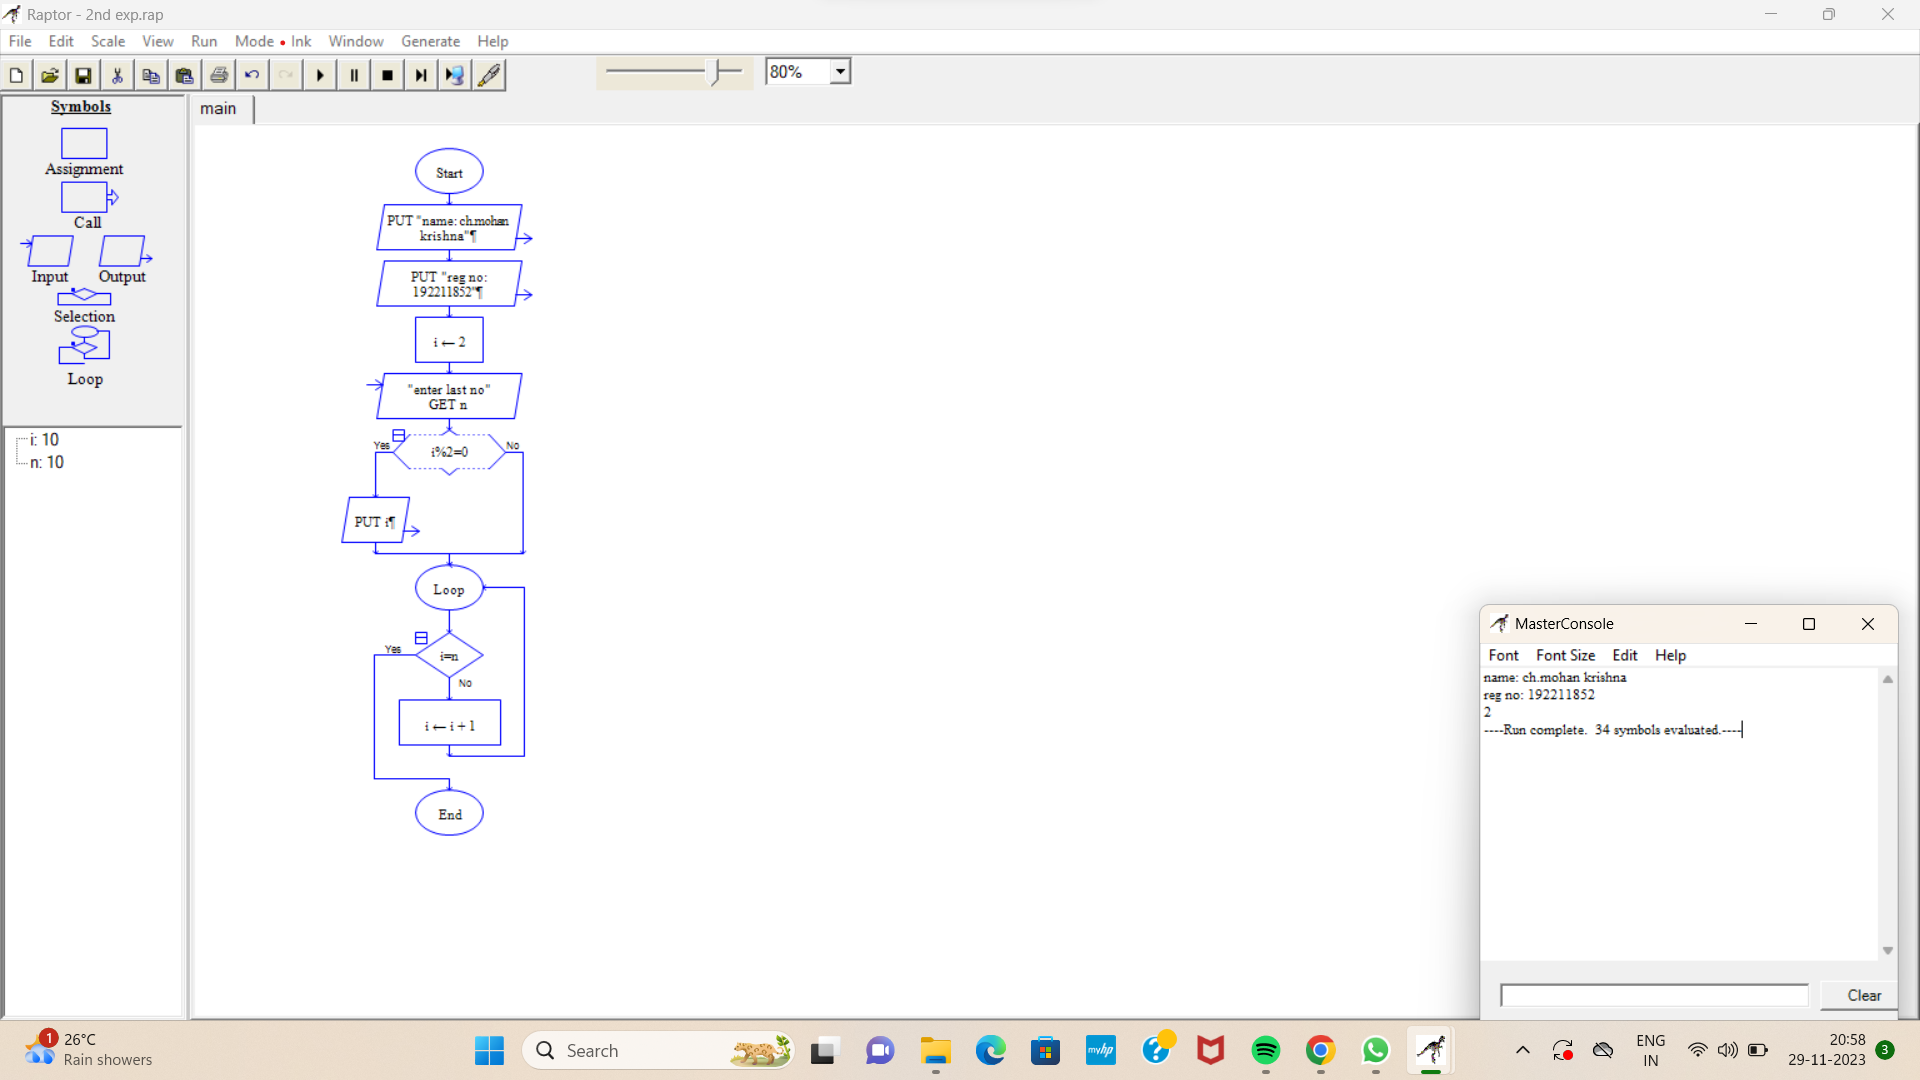 Raptor - 2nd exp.rap
File Edit Scale View Run Mode Ink Window Generate Help
80%
Symbols
main
Assignment
Call
Input Output
Selection
Loop
i: 10
n: 10
Start
PUT "name: ch.mohan
krishna"¶
PUT "reg no:
192211852"¶
i ← 2
"enter last no"
GET n
Yes
i%2=0
No
PUT i¶
Loop
Yes
i=n
No
i ← i + 1
End
MasterConsole
Font Font Size Edit Help
name: ch.mohan krishna
reg no: 192211852
2
----Run complete.  34 symbols evaluated.----
Clear
1
26°C
Rain showers
Search
myhp
ENG
IN
20:58
29-11-2023
3